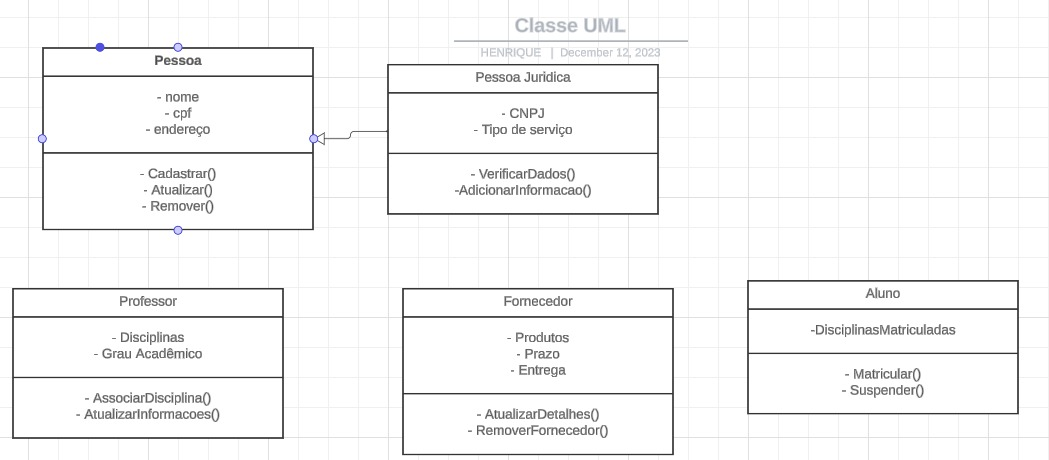 Classe UML
HENRIQUE | December 12, 2023
Pessoa
- nome
- cpf
- endereço
- Cadastrar()
- Atualizar()
- Remover()
Pessoa Juridica
- CNPJ
- Tipo de serviço
- VerificarDados()
-AdicionarInformacao()
Professor
- Disciplinas
- Grau Acadêmico
- AssociarDisciplina()
- AtualizarInformacoes()
Fornecedor
- Produtos
- Prazo
- Entrega
- AtualizarDetalhes()
- RemoverFornecedor()
Aluno
-DisciplinasMatriculadas
- Matricular()
- Suspender()